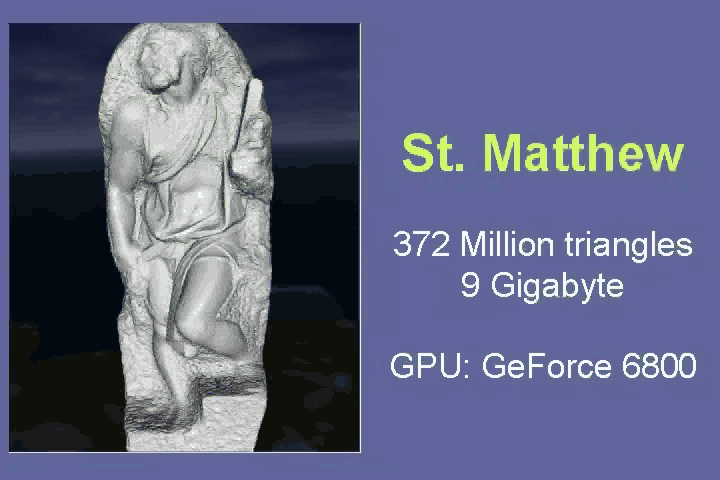 St. Matthew
372 Million triangles
9 Gigabyte
GPU: GeForce 6800